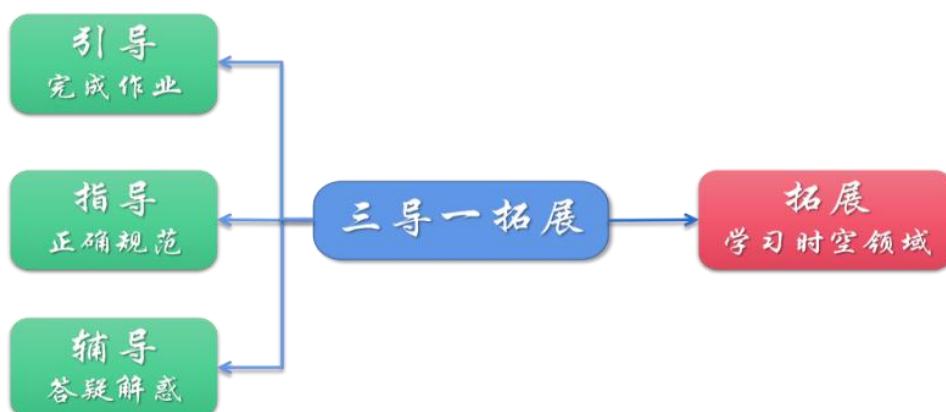 引导
完成作业
指导
正确规范
辅导
答疑解惑
三导一拓展
拓展
学习时空领域